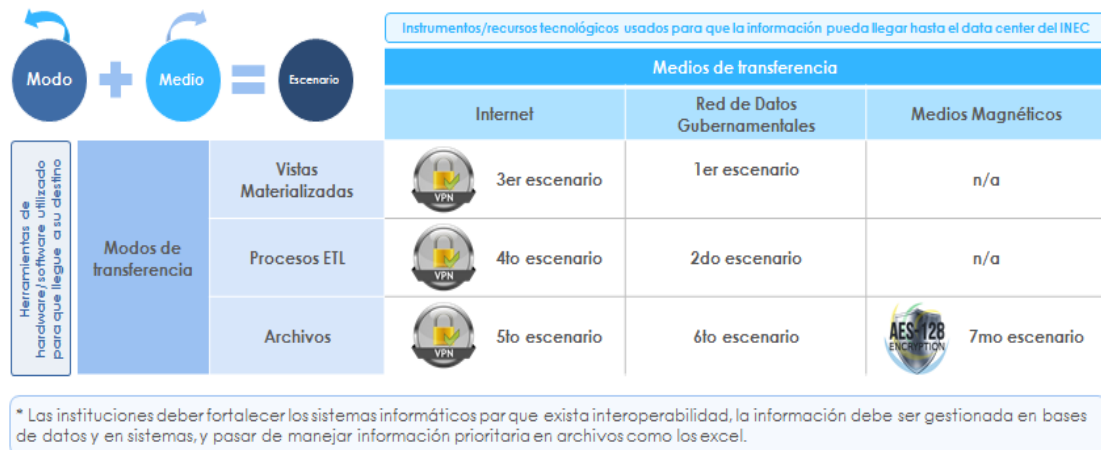 Instrumentos/recursos tecnológicos usados para que la información pueda llegar hasta el data center del INEC
Modo
Medio
Escenario
Medios de transferencia
Internet
Red de Datos
Gubernamentales
Medios Magnéticos
Herramientas de
hardware/software utilizado
para que llegue a su destino
Modos de
transferencia
Vistas
Materializadas
VPN
3er escenario
1er escenario
n/a
Procesos ETL
VPN
4to escenario
2do escenario
n/a
Archivos
VPN
5to escenario
6to escenario
AES-128
ENCRYPTION
7mo escenario
* Las instituciones deber fortalecer los sistemas informáticos par que exista interoperabilidad, la información debe ser gestionada en bases
de datos y en sistemas, y pasar de manejar información prioritaria en archivos como los excel.